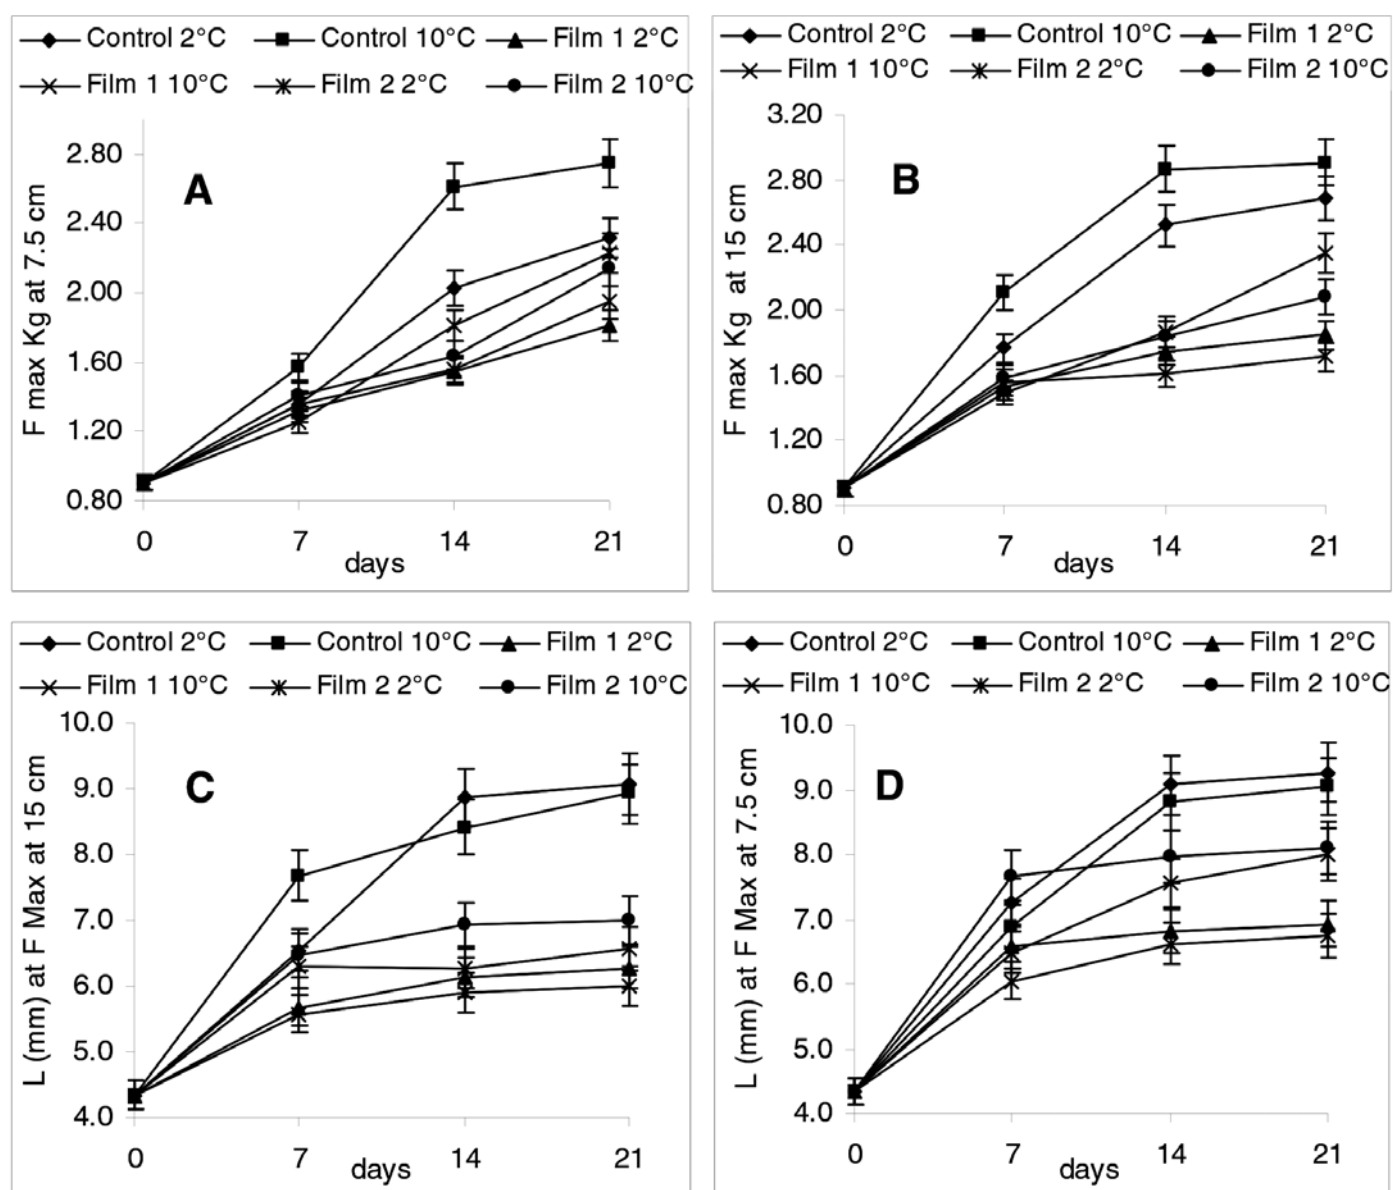 Control 2°C Control 10°C Film 1 2°C
Film 1 10°C Film 2 2°C Film 2 10°C
A
F max Kg at 7.5 cm
2.80
2.40
2.00
1.60
1.20
0.80
0 7 14 21
days
Control 2°C Control 10°C Film 1 2°C
Film 1 10°C Film 2 2°C Film 2 10°C
B
F max Kg at 15 cm
3.20
2.80
2.40
2.00
1.60
1.20
0.80
0 7 14 21
days
Control 2°C Control 10°C Film 1 2°C
Film 1 10°C Film 2 2°C Film 2 10°C
C
L (mm) at F Max at 15 cm
10.0
9.0
8.0
7.0
6.0
5.0
4.0
0 7 14 21
days
Control 2°C Control 10°C Film 1 2°C
Film 1 10°C Film 2 2°C Film 2 10°C
D
L (mm) at F Max at 7.5 cm
10.0
9.0
8.0
7.0
6.0
5.0
4.0
0 7 14 21
days